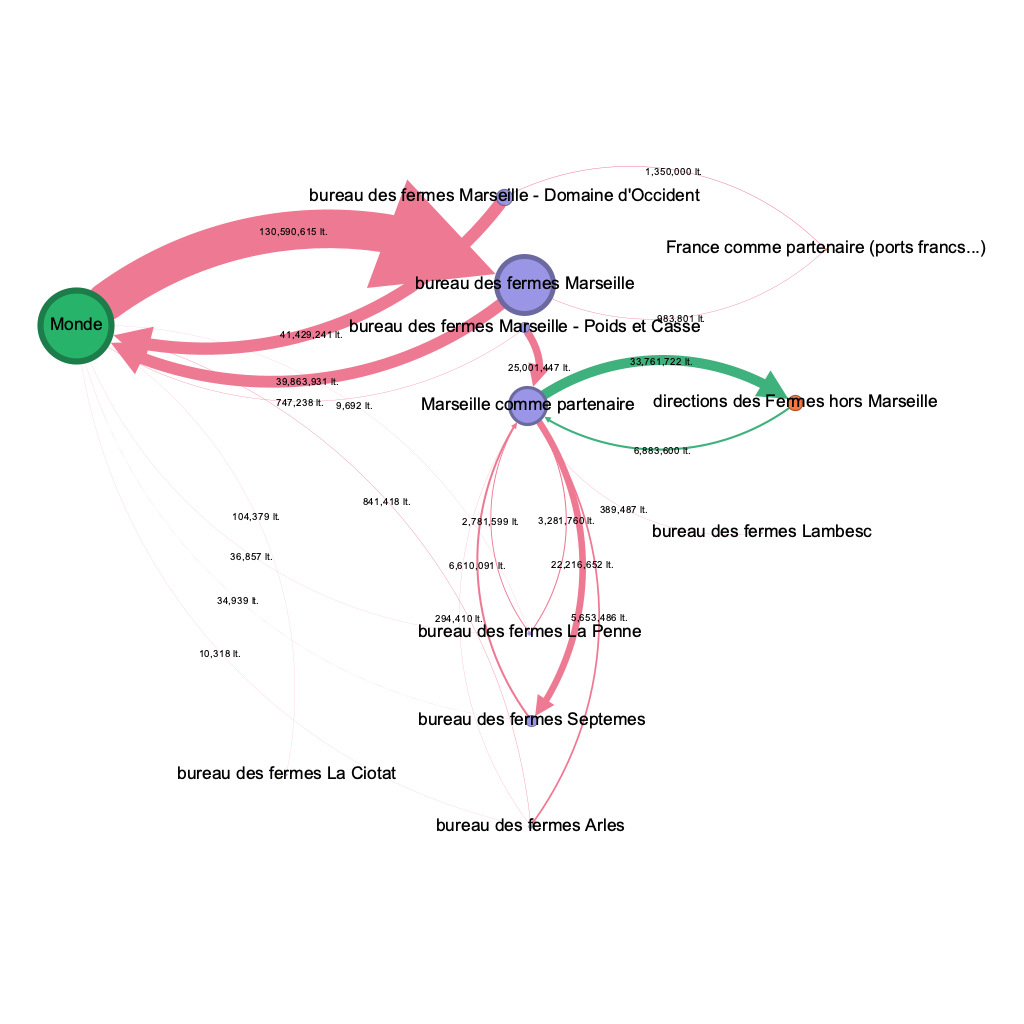 1,350,000 lt.
bureau des fermes Marseille - Domaine d'Occident
130,590,615 lt.
France comme partenaire (ports francs...)
bureau des fermes Marseille
Monde
983,801 lt.
bureau des fermes Marseille - Poids et Casse
41,429,241 lt.
25,001,447 lt.
33,761,722 lt.
39,863,931 lt.
747,238 lt.
9,692 lt.
Marseille comme partenaire
directions des Fermes hors Marseille
6,883,600 lt.
841,418 lt.
389,487 lt.
104,379 lt.
2,781,599 lt.
3,281,760 lt.
bureau des fermes Lambesc
36,857 lt.
6,610,091 lt.
22,216,652 lt.
34,939 lt.
294,410 lt.
5,653,486 lt.
bureau des fermes La Penne
10,318 lt.
bureau des fermes Septemes
bureau des fermes La Ciotat
bureau des fermes Arles